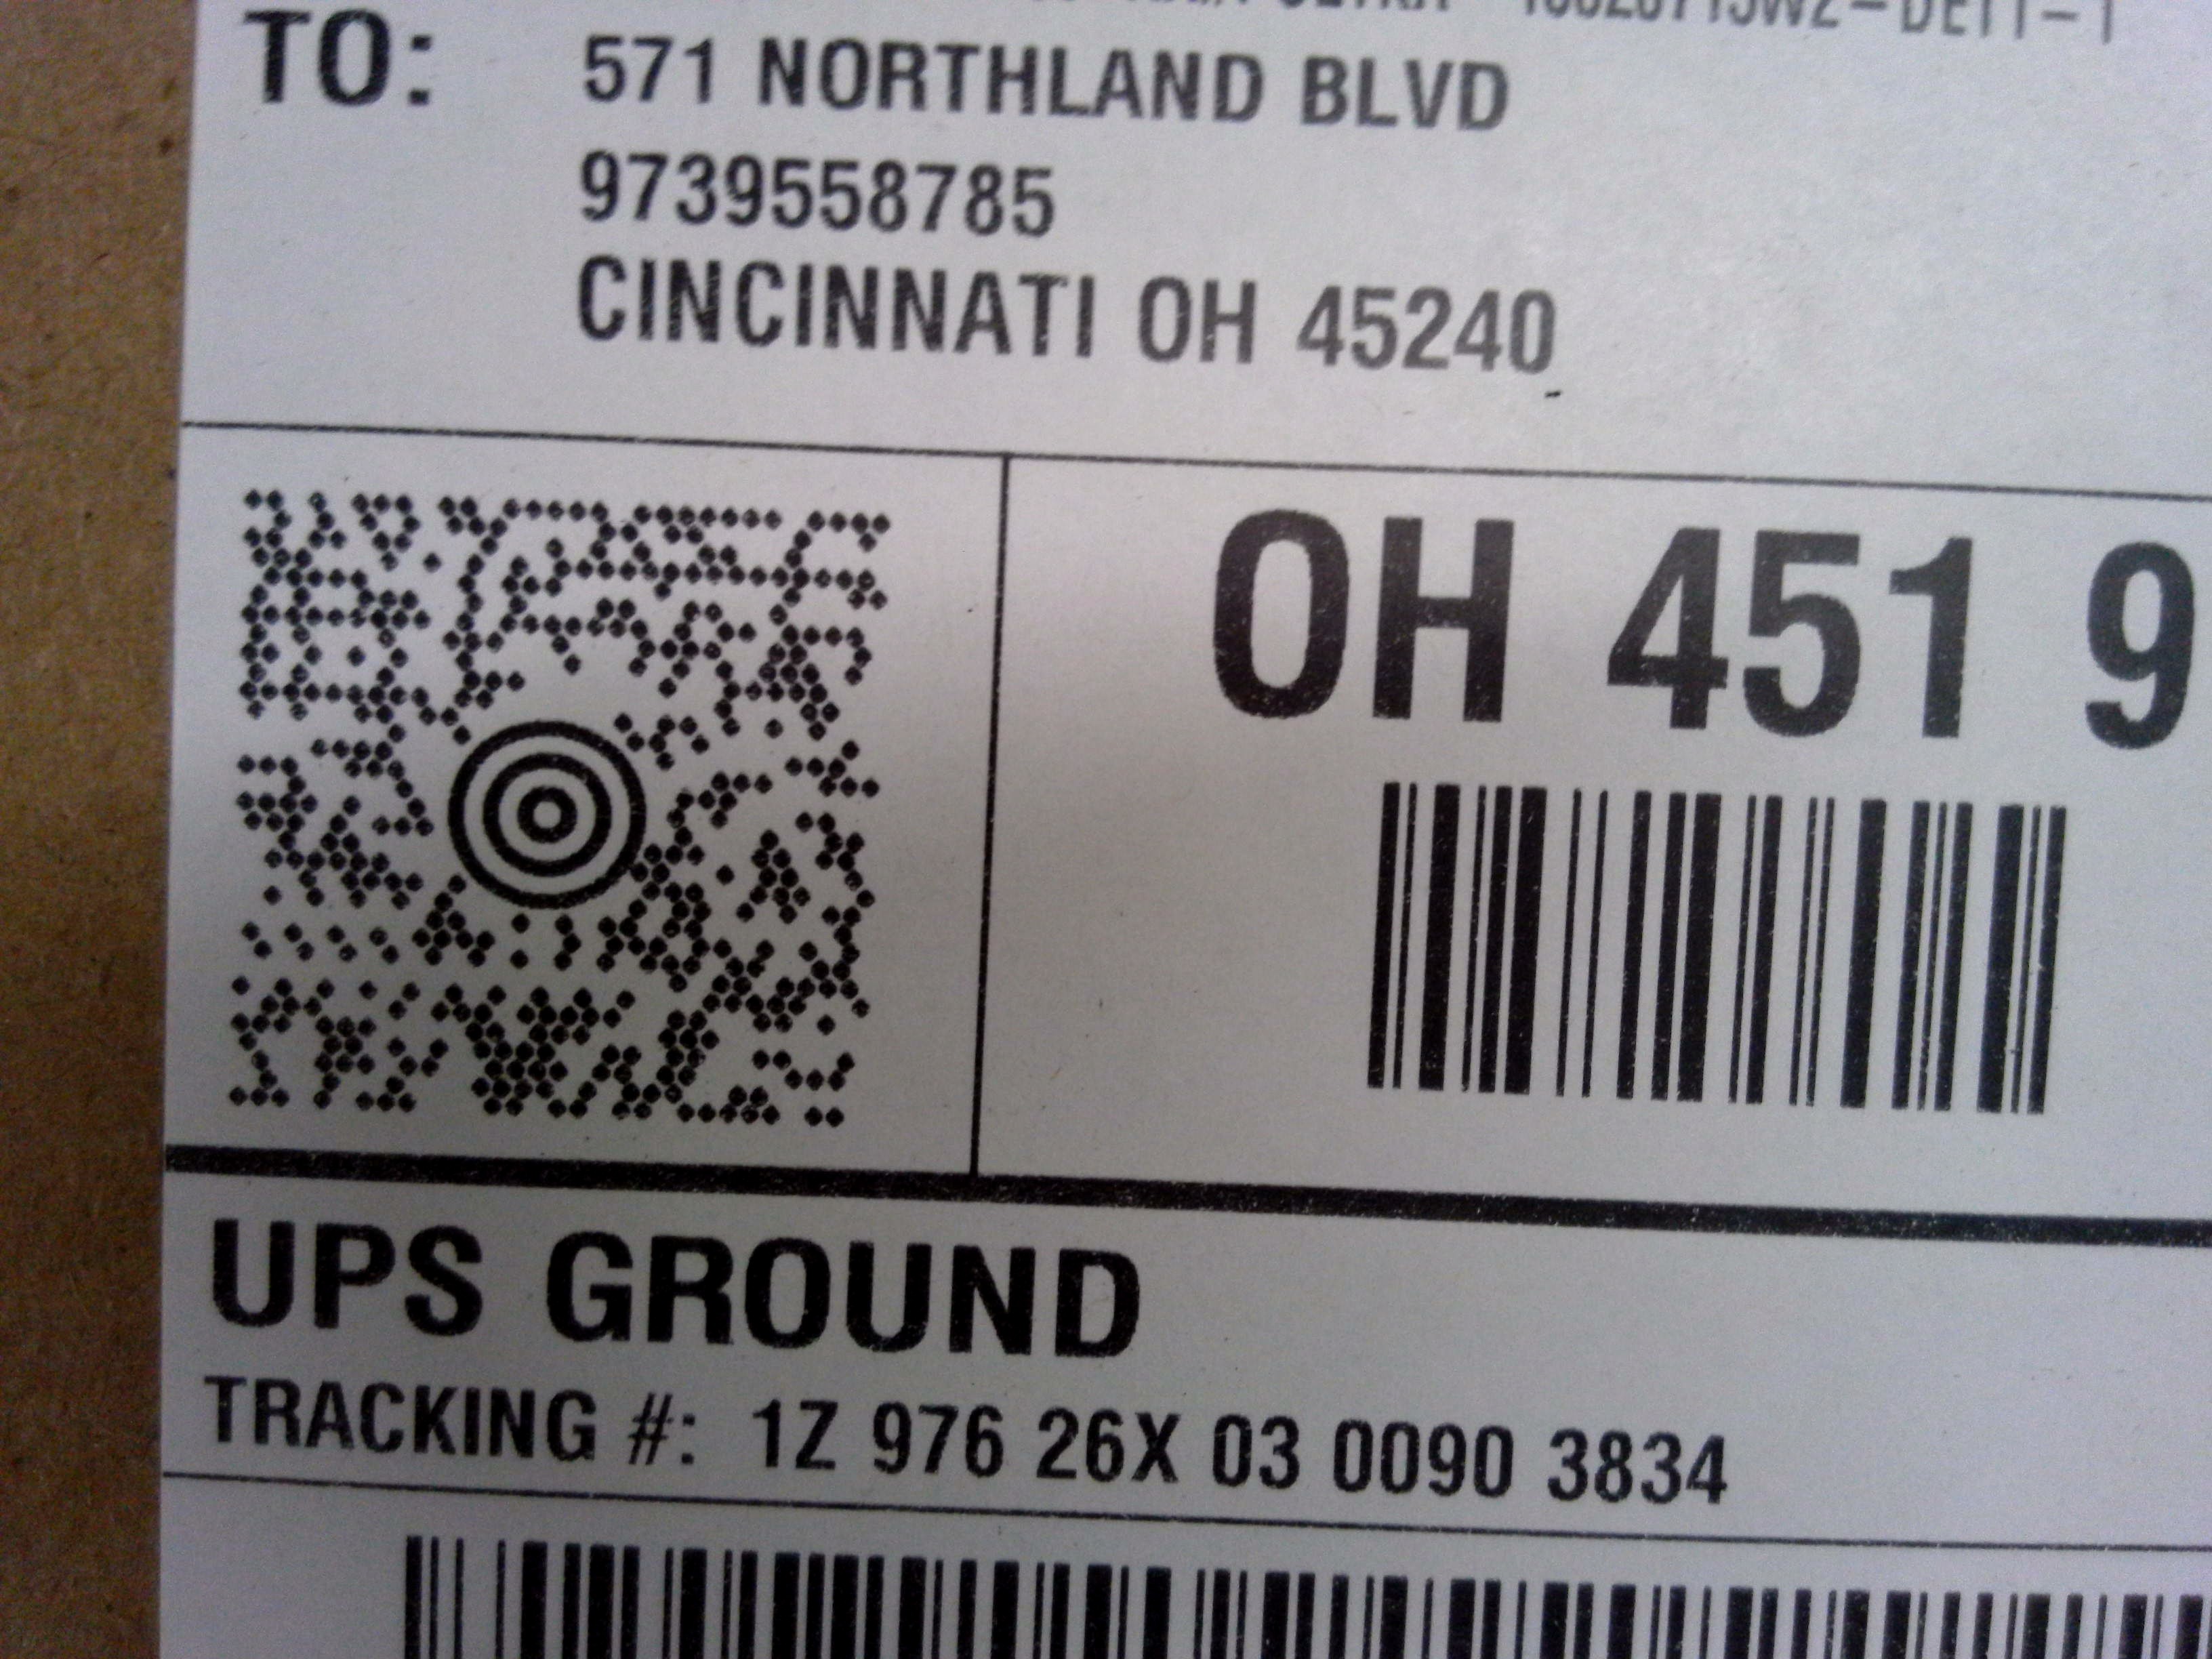 TO:
571 NORTHLAND BLVD
9739558785
CINCINNATI OH 45240
OH 451 9
UPS GROUND
TRACKING #: 1Z 976 26X 03 0090 3834